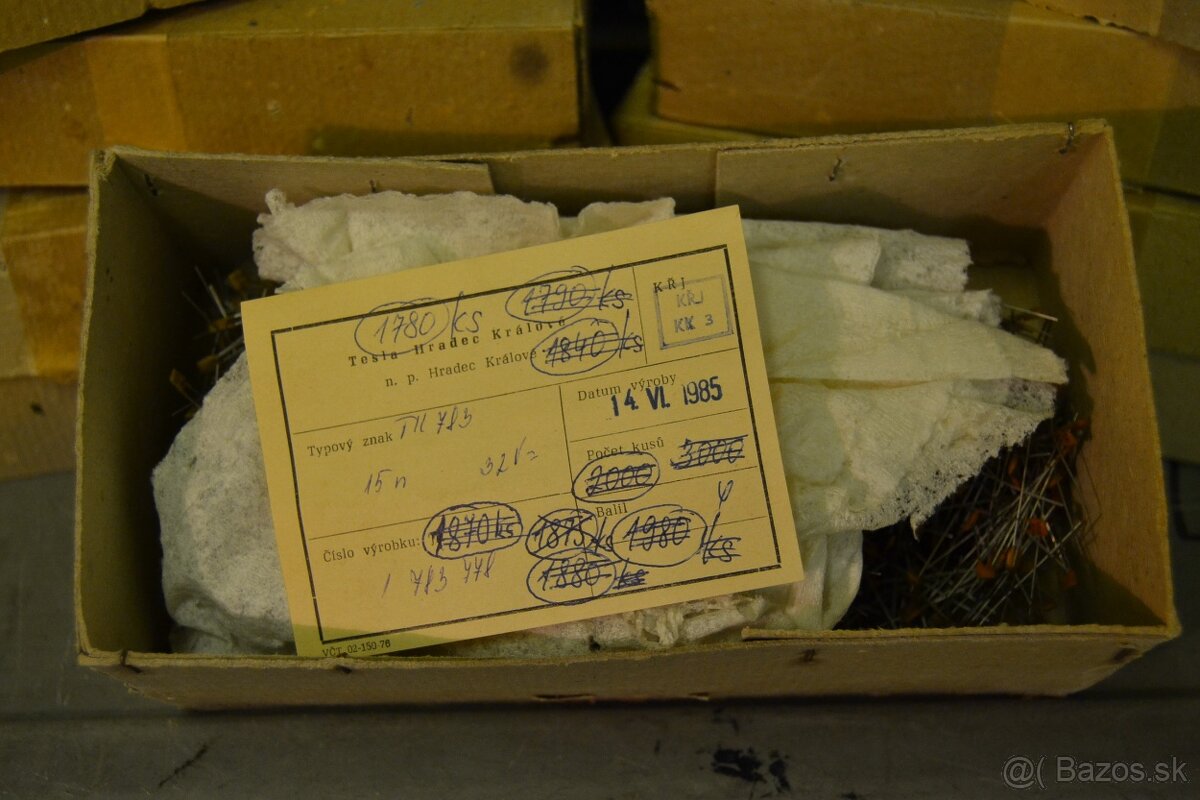 1780 ks 1790 ks
Tesla Hradec Králové
n. p. Hradec Králové 1840 ks
KŘJ
KŘJ
KK 3
Datum výroby
14. VI. 1985
Typový znak TK 783
15 n 32V=
Počet kusů
2000 3000
Balil
Číslo výrobku: 1870 ks 1875 ks 1980 ks
1 783 778 1880 ks
VČT 02-150-76
@( Bazos.sk